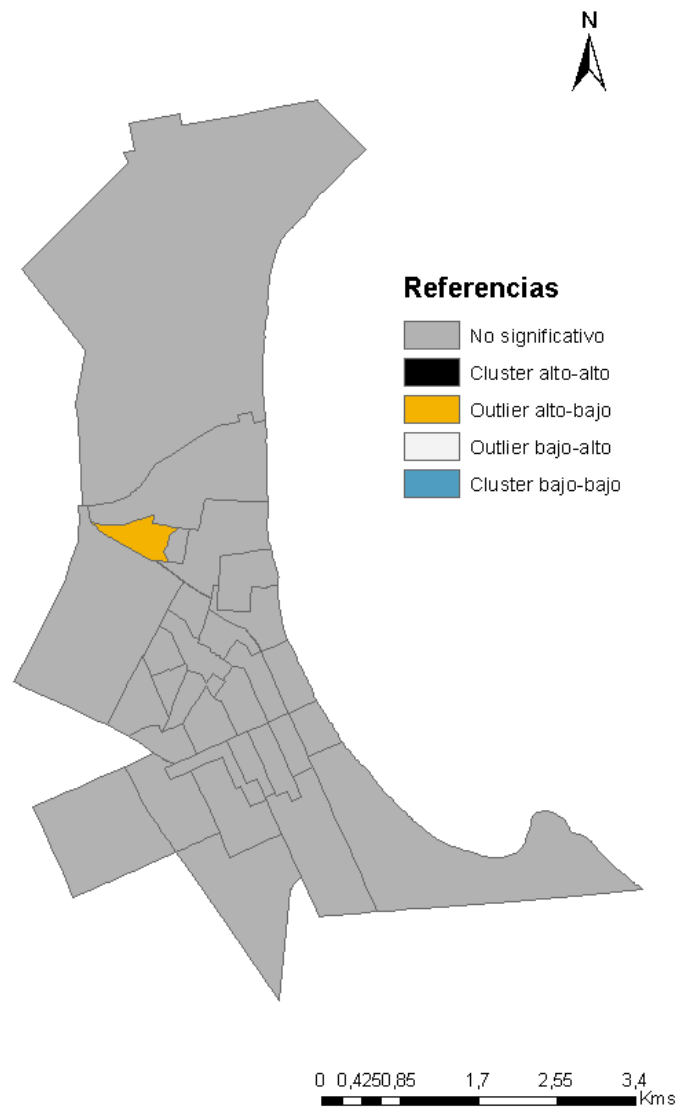 N
Referencias
No significativo
Cluster alto-alto
Outlier alto-bajo
Outlier bajo-alto
Cluster bajo-bajo
0 0,4250,85 1,7 2,55 3,4
Kms